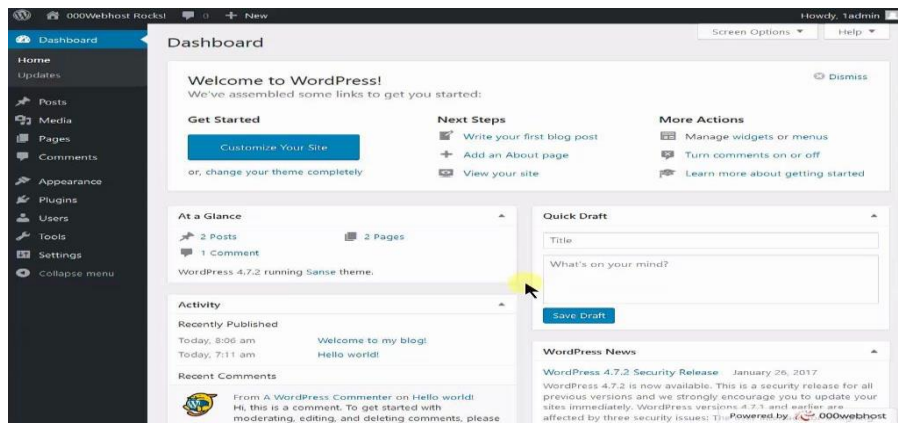 000Webhost Rocks!
0
+ New
Howdy, 1admin
Dashboard
Home
Updates
Posts
Media
Pages
Comments
Appearance
Plugins
Users
Tools
Settings
Collapse menu
Dashboard
Screen Options
Help
Welcome to WordPress!
We've assembled some links to get you started:
Dismiss
Get Started
Customize Your Site
or, change your theme completely
Next Steps
Write your first blog post
Add an About page
View your site
More Actions
Manage widgets or menus
Turn comments on or off
Learn more about getting started
At a Glance
2 Posts
2 Pages
1 Comment
WordPress 4.7.2 running Sanse theme.
Activity
Recently Published
Today, 8:06 am Welcome to my blog!
Today, 7:11 am Hello world!
Recent Comments
From A WordPress Commenter on Hello world!
Hi, this is a comment. To get started with
moderating, editing, and deleting comments, please
Quick Draft
Title
What's on your mind?
Save Draft
WordPress News
WordPress 4.7.2 Security Release January 26, 2017
WordPress 4.7.2 is now available. This is a security release for all
previous versions and we strongly encourage you to update your
sites immediately. WordPress versions 4.7.1 and earlier are
affected by three security issues:
Powered by 000webhost